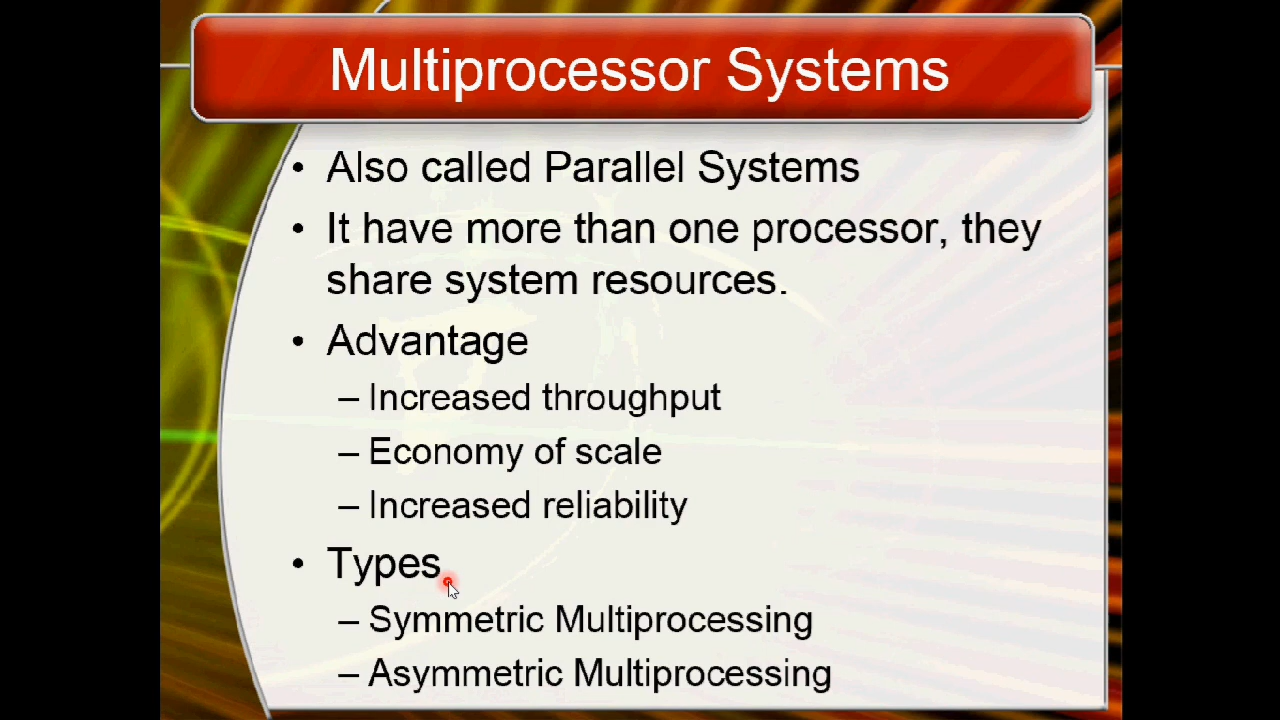 Multiprocessor Systems
• Also called Parallel Systems
• It have more than one processor, they
share system resources.
• Advantage
– Increased throughput
– Economy of scale
– Increased reliability
• Types
– Symmetric Multiprocessing
– Asymmetric Multiprocessing